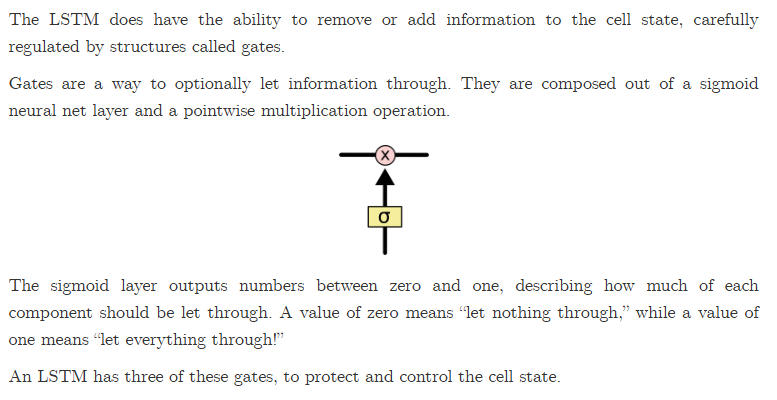 The LSTM does have the ability to remove or add information to the cell state, carefully
regulated by structures called gates.
Gates are a way to optionally let information through. They are composed out of a sigmoid
neural net layer and a pointwise multiplication operation.
X
σ
The sigmoid layer outputs numbers between zero and one, describing how much of each
component should be let through. A value of zero means “let nothing through,” while a value of
one means “let everything through!”
An LSTM has three of these gates, to protect and control the cell state.